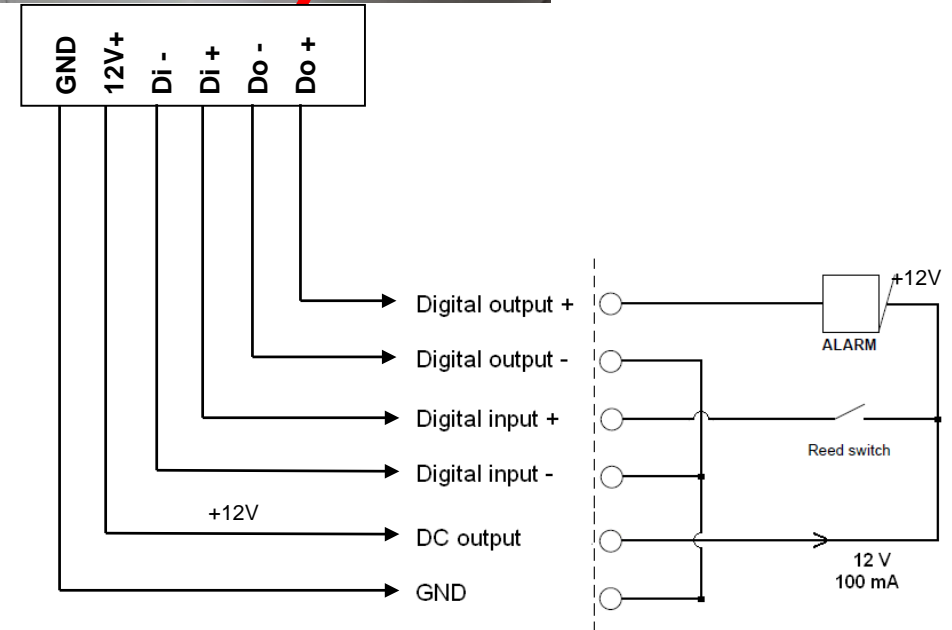 GND
12V+
Di -
Di +
Do -
Do +
+12V
Digital output +
ALARM
Digital output -
Digital input +
Reed switch
Digital input -
+12V
DC output
12 V
100 mA
GND